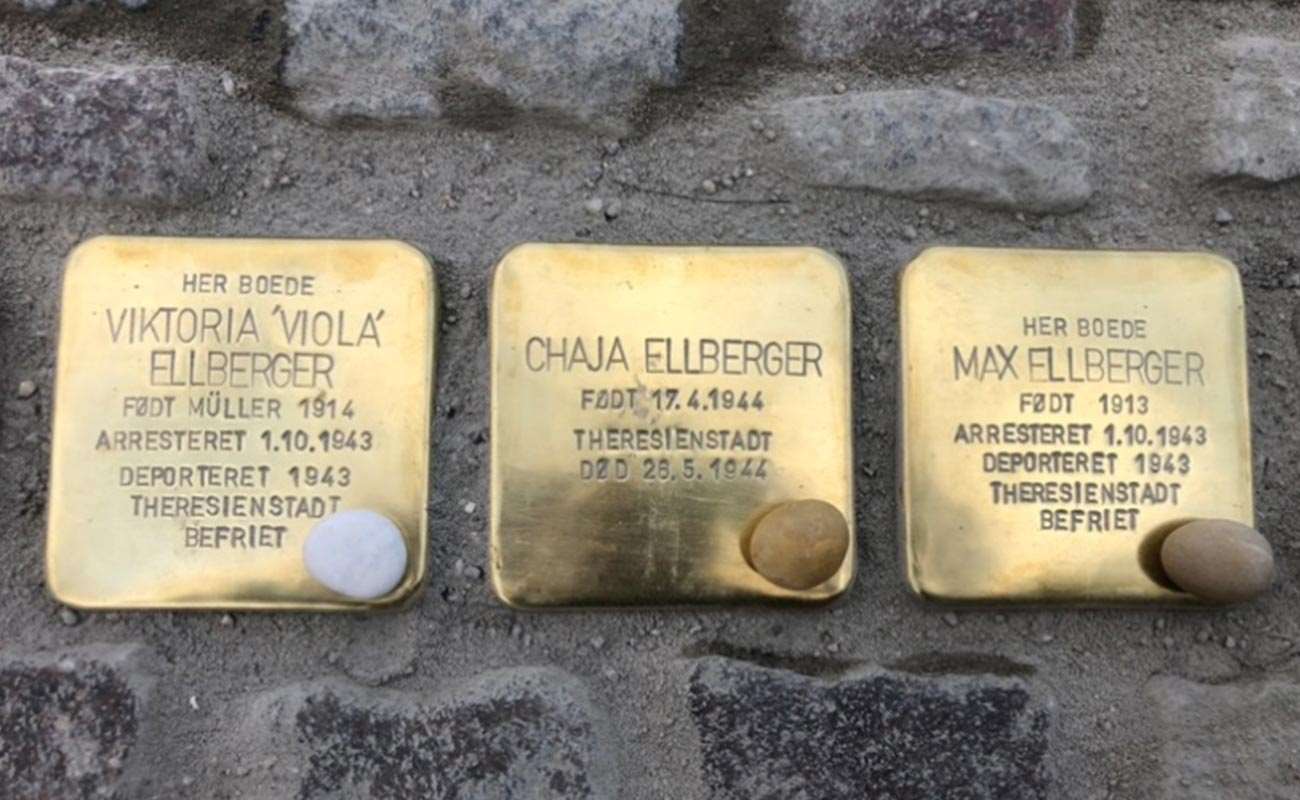 HER BOEDE
VIKTORIA 'VIOLA'
ELLBERGER
FØDT MÜLLER 1914
ARRESTERET 1.10.1943
DEPORTERET 1943
THERESIENSTADT
BEFRIET
CHAJA ELLBERGER
FØDT 17.4.1944
THERESIENSTADT
DØD 26.5.1944
HER BOEDE
MAX ELLBERGER
FØDT 1913
ARRESTERET 1.10.1943
DEPORTERET 1943
THERESIENSTADT
BEFRIET